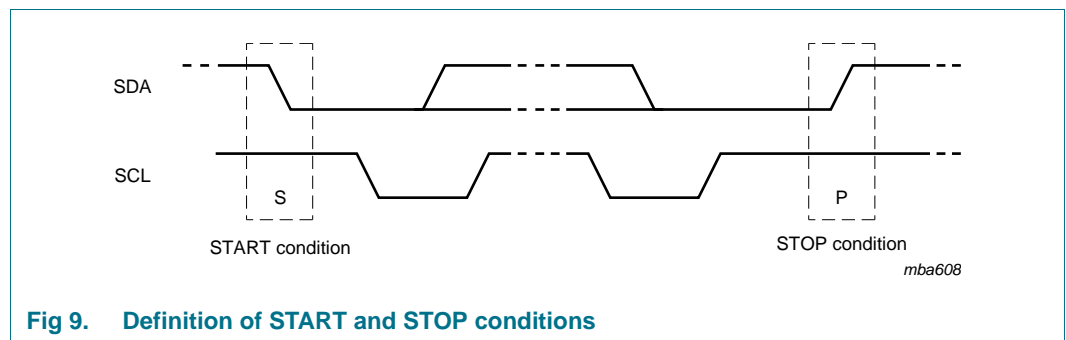 SDA
SCL
S
P
START condition
STOP condition
mba608
Fig 9. Definition of START and STOP conditions